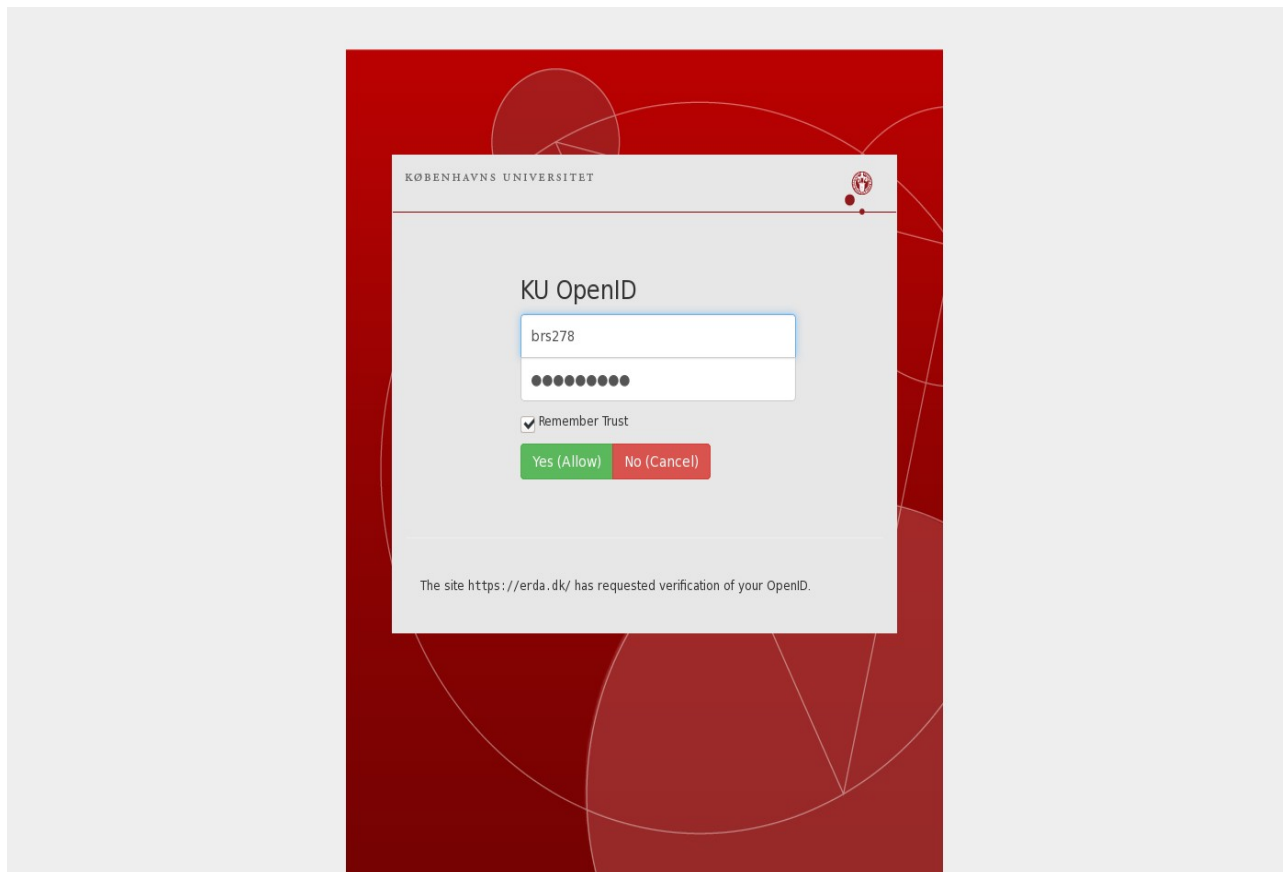 KØBENHAVNS UNIVERSITET
KU OpenID
brs278
●●●●●●●●●
Remember Trust
Yes (Allow) No (Cancel)
The site https://erda.dk/ has requested verification of your OpenID.